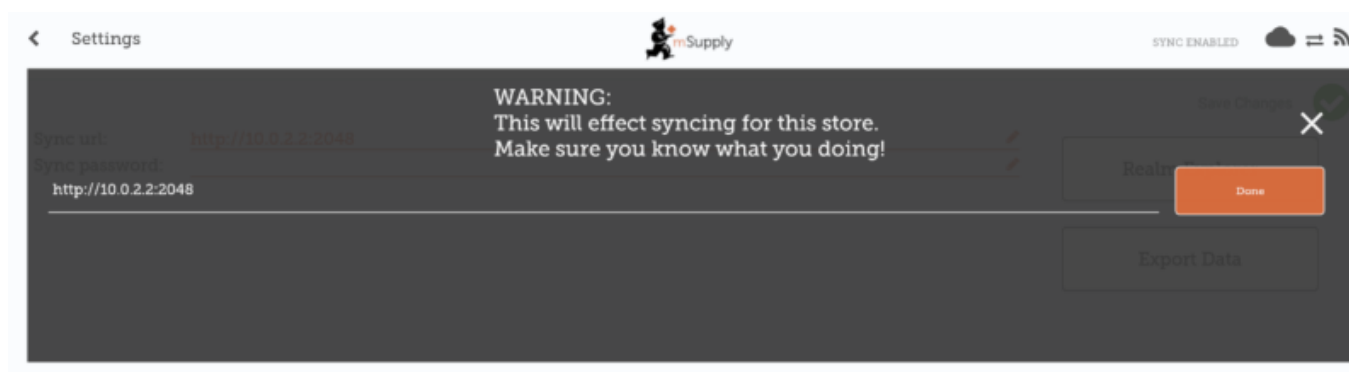 Settings
mSupply
SYNC ENABLED
WARNING:
This will effect syncing for this store.
Make sure you know what you doing!
Save Changes
Sync url: http://10.0.2.2:2048
Sync password:
http://10.0.2.2:2048
Done
Export Data